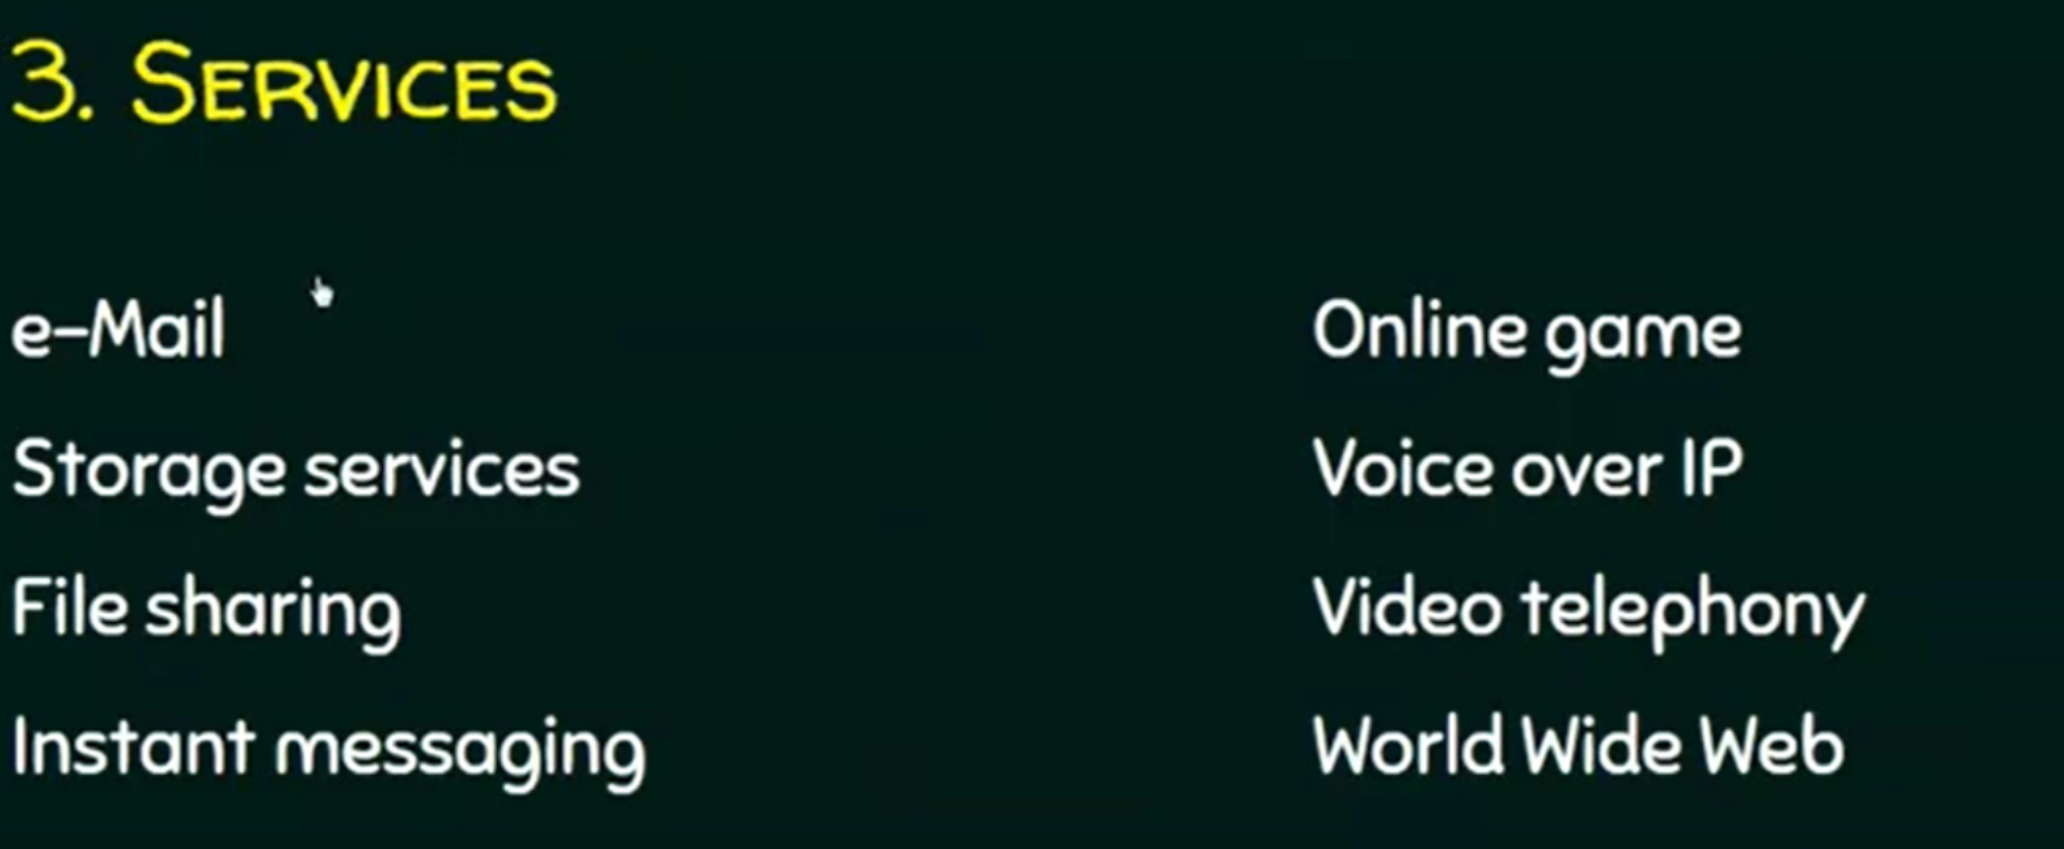 3. SERVICES
e-Mail
Storage services
File sharing
Instant messaging
Online game
Voice over IP
Video telephony
World Wide Web